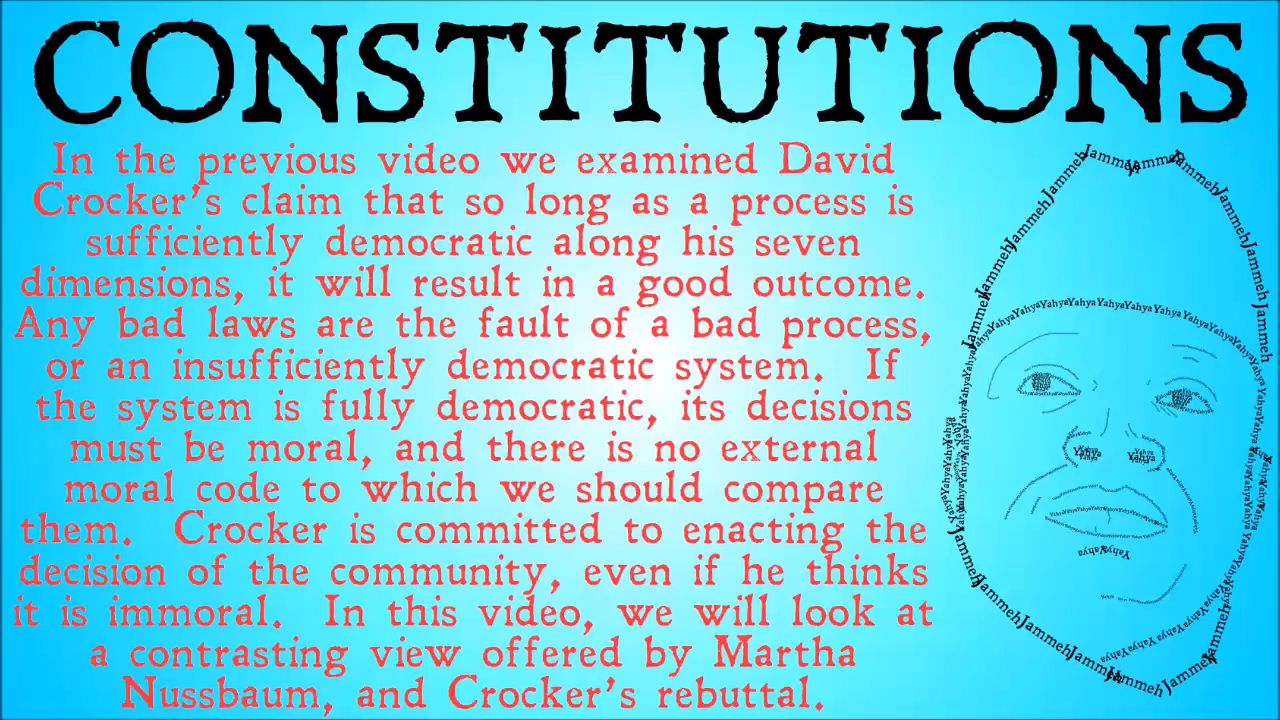 CONSTITUTIONS
In the previous video we examined David
Crocker's claim that so long as a process is
sufficiently democratic along his seven
dimensions, it will result in a good outcome.
Any bad laws are the fault of a bad process,
or an insufficiently democratic system.  If
the system is fully democratic, its decisions
must be moral, and there is no external
moral code to which we should compare
them.  Crocker is committed to enacting the
decision of the community, even if he thinks
it is immoral.  In this video, we will look at
a contrasting view offered by Martha
Nussbaum, and Crocker's rebuttal.
JammehJammehJammehJammehJammehJammehJammehJammehJammeh
YahyaYahyaYahyaYahyaYahyaYahyaYahyaYahyaYahya
Yahya
Yahya
JammehJammehJammehJammehJammehJammehJammeh